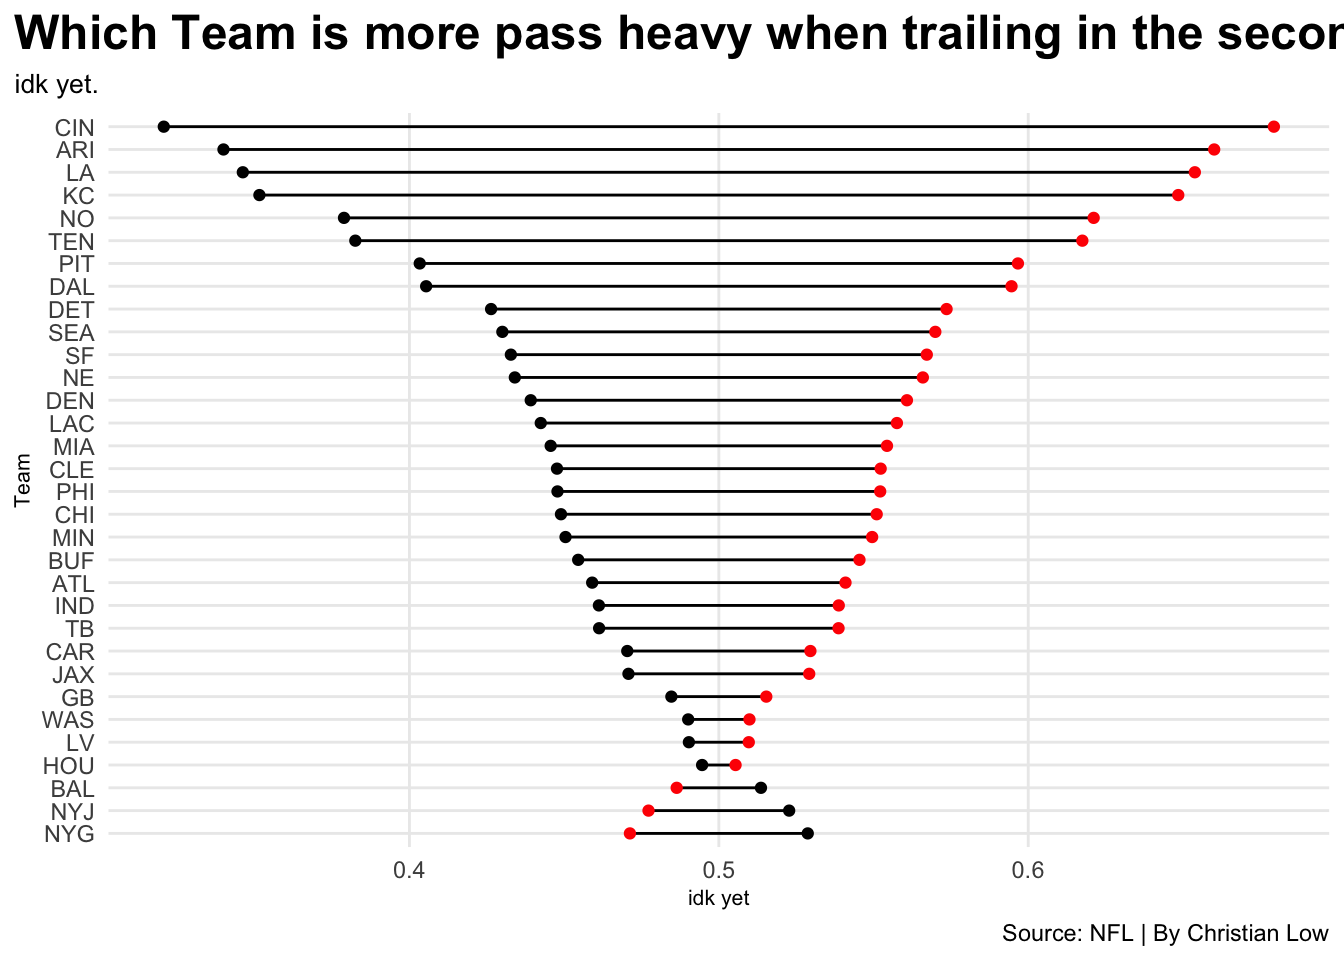 Which Team is more pass heavy when trailing in the secon
idk yet.
CIN
ARI
LA
KC
NO
TEN
PIT
DAL
DET
SEA
SF
NE
DEN
LAC
MIA
CLE
PHI
CHI
MIN
BUF
ATL
IND
TB
CAR
JAX
GB
WAS
LV
HOU
BAL
NYJ
NYG
Team
0.4 0.5 0.6
idk yet
Source: NFL | By Christian Low